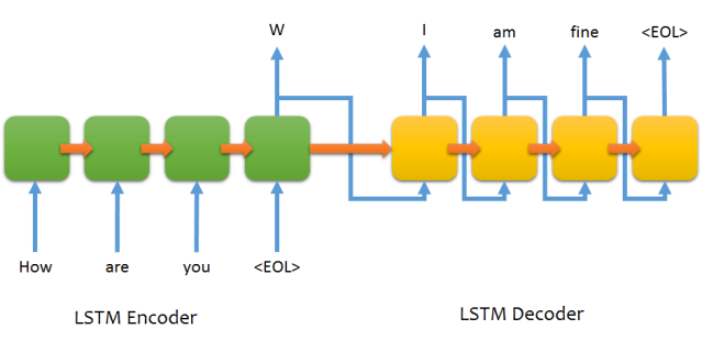 W I am fine <EOL>
How are you <EOL>
LSTM Encoder LSTM Decoder